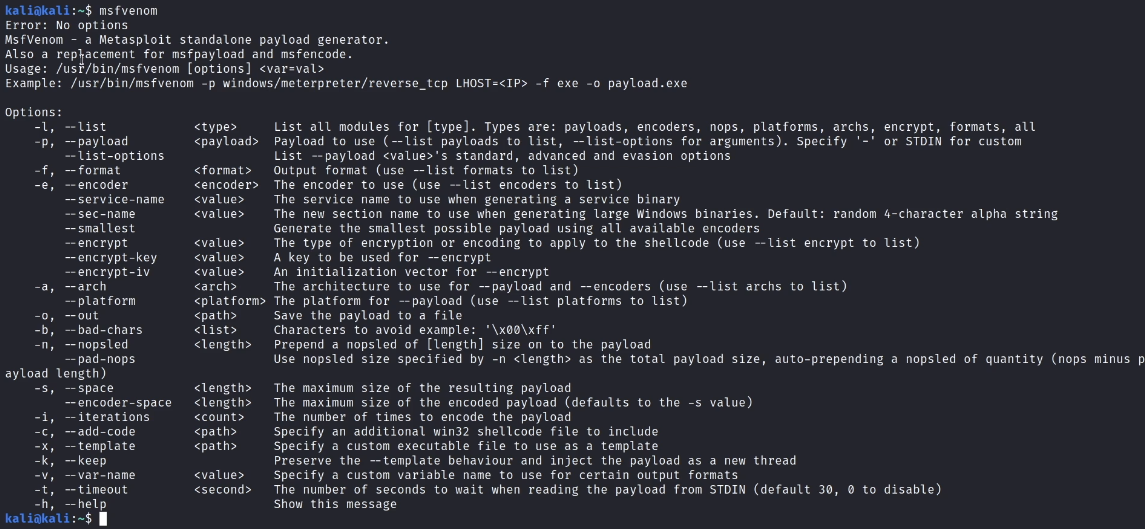 kali@kali:~$ msfvenom
Error: No options
MsfVenom - a Metasploit standalone payload generator.
Also a replacement for msfpayload and msfencode.
Usage: /usr/bin/msfvenom [options] <var=val>
Example: /usr/bin/msfvenom -p windows/meterpreter/reverse_tcp LHOST=<IP> -f exe -o payload.exe
Options:
-l, --list <type> List all modules for [type]. Types are: payloads, encoders, nops, platforms, archs, encrypt, formats, all
-p, --payload <payload> Payload to use (--list payloads to list, --list-options for arguments). Specify '-' or STDIN for custom
--list-options List --payload <value>'s standard, advanced and evasion options
-f, --format <format> Output format (use --list formats to list)
-e, --encoder <encoder> The encoder to use (use --list encoders to list)
--service-name <value> The service name to use when generating a service binary
--sec-name <value> The new section name to use when generating large Windows binaries. Default: random 4-character alpha string
--smallest Generate the smallest possible payload using all available encoders
--encrypt <value> The type of encryption or encoding to apply to the shellcode (use --list encrypt to list)
--encrypt-key <value> A key to be used for --encrypt
--encrypt-iv <value> An initialization vector for --encrypt
-a, --arch <arch> The architecture to use for --payload and --encoders (use --list archs to list)
--platform <platform> The platform for --payload (use --list platforms to list)
-o, --out <path> Save the payload to a file
-b, --bad-chars <list> Characters to avoid example: '\x00\xff'
-n, --nopsled <length> Prepend a nopsled of [length] size on to the payload
--pad-nops Use nopsled size specified by -n <length> as the total payload size, auto-prepending a nopsled of quantity (nops minus p
ayload length)
-s, --space <length> The maximum size of the resulting payload
--encoder-space <length> The maximum size of the encoded payload (defaults to the -s value)
-i, --iterations <count> The number of times to encode the payload
-c, --add-code <path> Specify an additional win32 shellcode file to include
-x, --template <path> Specify a custom executable file to use as a template
-k, --keep Preserve the --template behaviour and inject the payload as a new thread
-v, --var-name <value> Specify a custom variable name to use for certain output formats
-t, --timeout <second> The number of seconds to wait when reading the payload from STDIN (default 30, 0 to disable)
-h, --help Show this message
kali@kali:~$